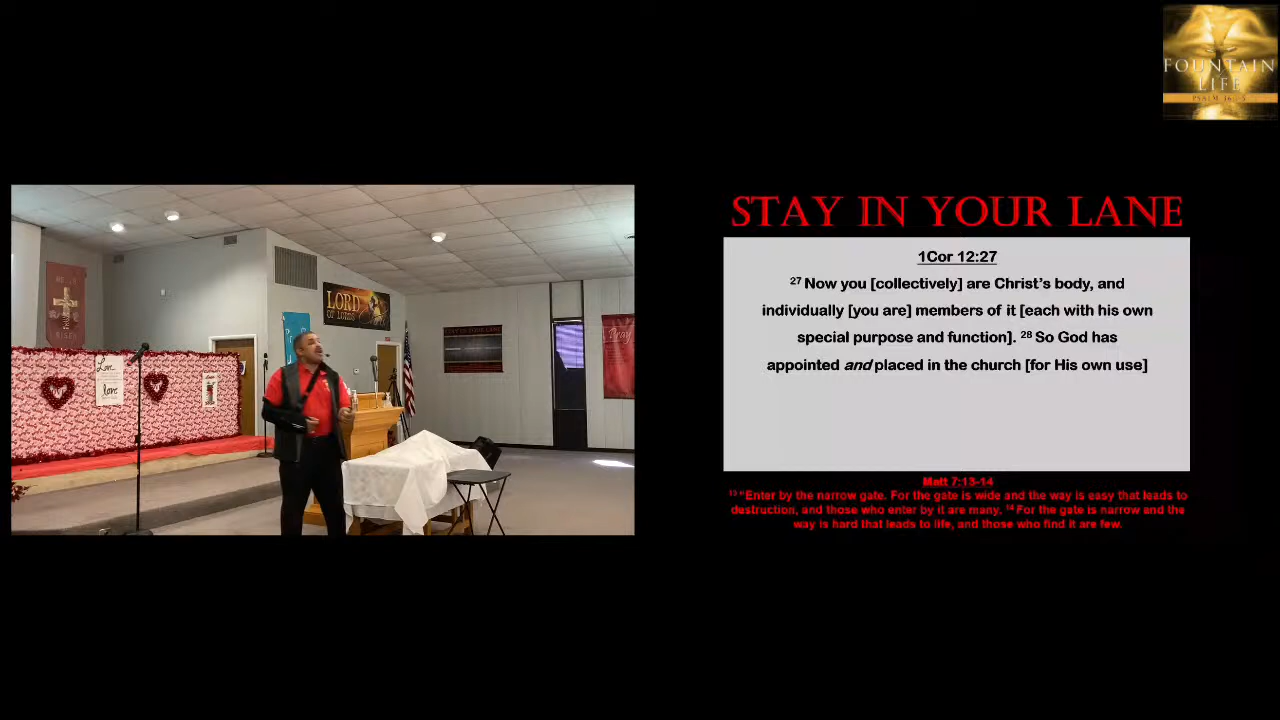 FOUNTAIN
LIFE
STAY IN YOUR LANE
1Cor 12:27
²⁷ Now you [collectively] are Christ's body, and
individually [you are] members of it [each with his own
special purpose and function]. ²⁸ So God has
appointed and placed in the church [for His own use]
Matt 7:13-14
¹³ "Enter by the narrow gate. For the gate is wide and the way is easy that leads to
destruction, and those who enter by it are many. ¹⁴ For the gate is narrow and the
way is hard that leads to life, and those who find it are few.
LORD
OF LORDS
Pray
Love
love